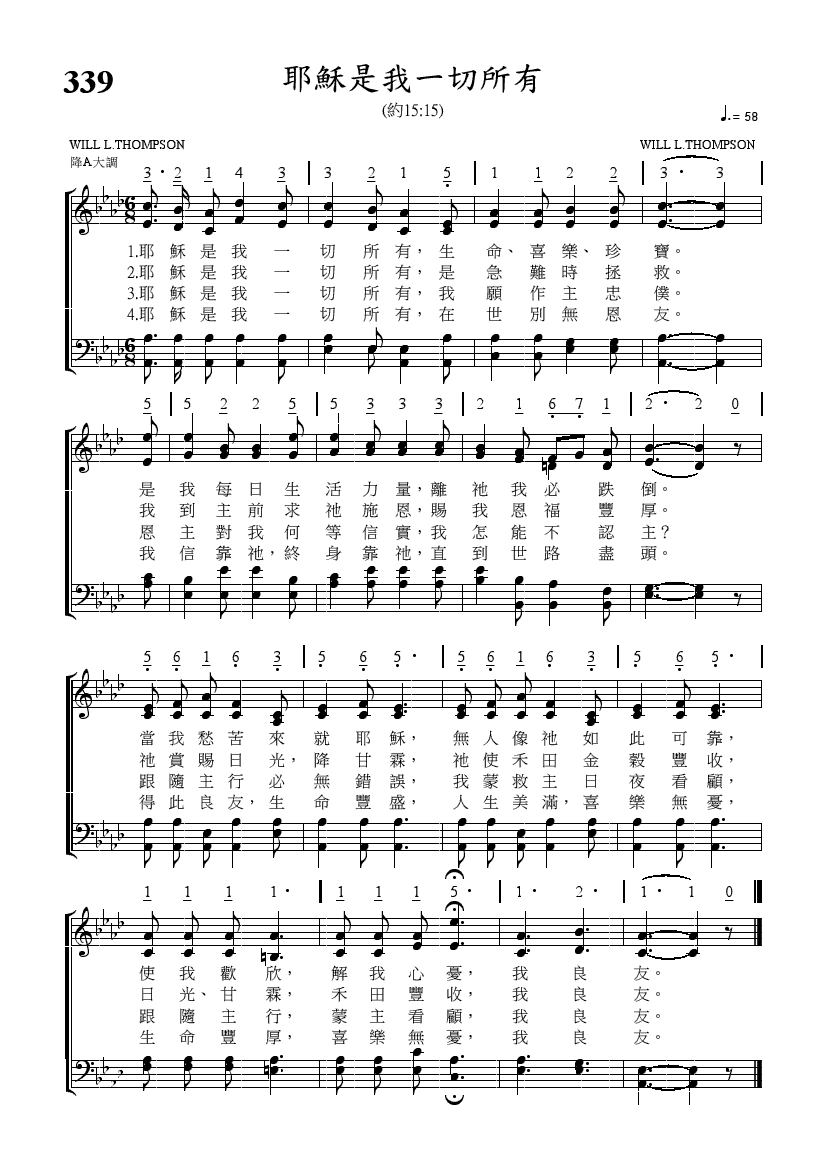 339
耶穌是我一切所有
(約15:15)
♩. = 58
WILL L.THOMPSON WILL L.THOMPSON
降A大調
3· 2 1 4 3 | 3 2 1 5 | 1 1 2 2 | 3· 3
1.耶穌是我一切所有，生命、喜樂、珍寶。
2.耶穌是我一切所有，是急難時拯救。
3.耶穌是我一切所有，我願作主忠僕。
4.耶穌是我一切所有，在世別無恩友。
5 | 5 2 2 5 | 5 3 3 3 | 2 1 6 7 1 | 2· 2 0
是我每日生活力量，離祂我必跌倒。
我到主前求祂施恩，賜我恩福豐厚。
恩主對我何等信實，我怎能不認主？
我信靠祂，終身靠祂，直到世路盡頭。
5 6 1 6 3 | 5 6 5· | 5 6 1 6 3 | 5 6 5·
當我愁苦來就耶穌，無人像祂如此可靠，
祂賞賜日光，降甘霖，祂使禾田金穀豐收，
跟隨主行必無錯誤，我蒙救主日夜看顧，
得此良友，生命豐盛，人生美滿，喜樂無憂，
1 1 1 1· | 1 1 1 5· | 1· 2· | 1· 1 0
使我歡欣，解我心憂，我良友。
日光、甘霖，禾田豐收，我良友。
跟隨主行，蒙主看顧，我良友。
生命豐厚，喜樂無憂，我良友。